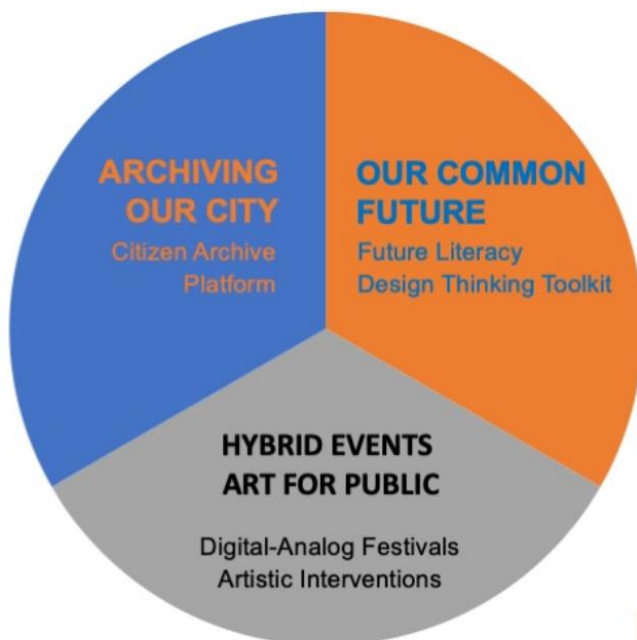 ARCHIVING
OUR CITY
Citizen Archive
Platform
OUR COMMON
FUTURE
Future Literacy
Design Thinking Toolkit
HYBRID EVENTS
ART FOR PUBLIC
Digital-Analog Festivals
Artistic Interventions